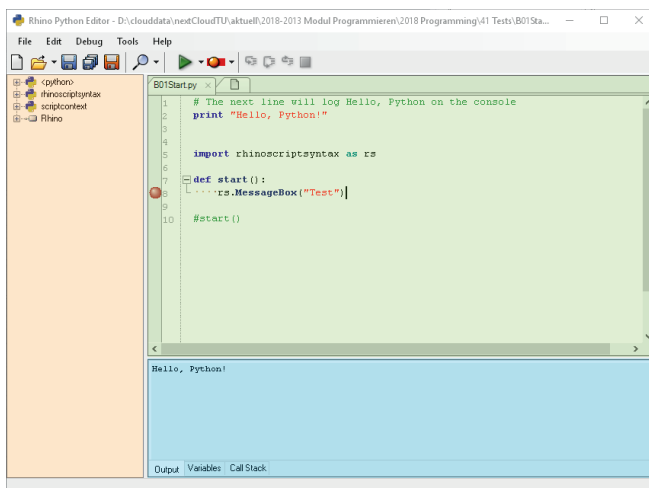 Rhino Python Editor - D:\clouddata\nextCloudTU\aktuell\2018-2013 Modul Programmieren\2018 Programming\41 Tests\B01Sta...
File Edit Debug Tools Help
<python>
rhinoscriptsyntax
scriptcontext
Rhino
B01Start.py
1 # The next line will log Hello, Python on the console
2 print "Hello, Python!"
3
4
5 import rhinoscriptsyntax as rs
6
7 def start():
8 ····rs.MessageBox("Test")
9
10 #start()
Hello, Python!
Output Variables Call Stack